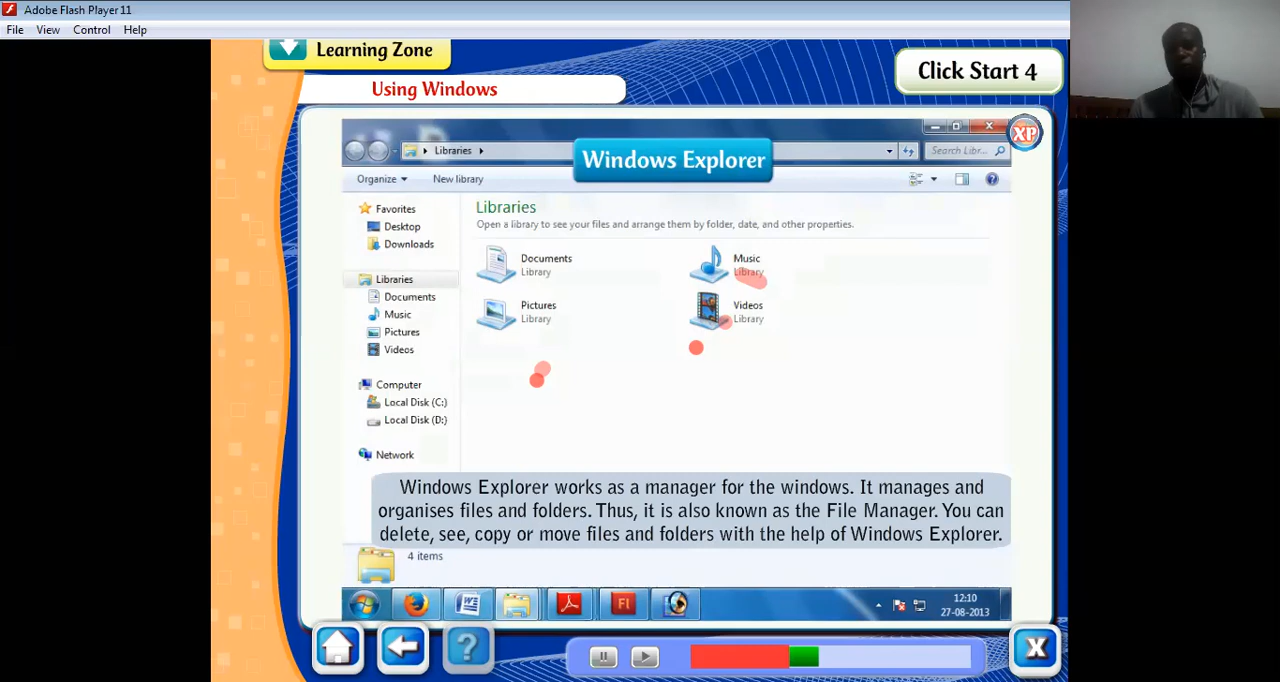 Adobe Flash Player 11
File View Control Help
Learning Zone
Click Start 4
Using Windows
XP
Libraries
Windows Explorer
Search Libr...
Organize
New library
Favorites
Desktop
Downloads
Libraries
Documents
Music
Pictures
Videos
Computer
Local Disk (C:)
Local Disk (D:)
Network
Libraries
Open a library to see your files and arrange them by folder, date, and other properties.
Documents
Library
Music
Library
Pictures
Library
Videos
Library
Windows Explorer works as a manager for the windows. It manages and
organises files and folders. Thus, it is also known as the File Manager. You can
delete, see, copy or move files and folders with the help of Windows Explorer.
4 items
Fl
12:10
27-08-2013
?
X